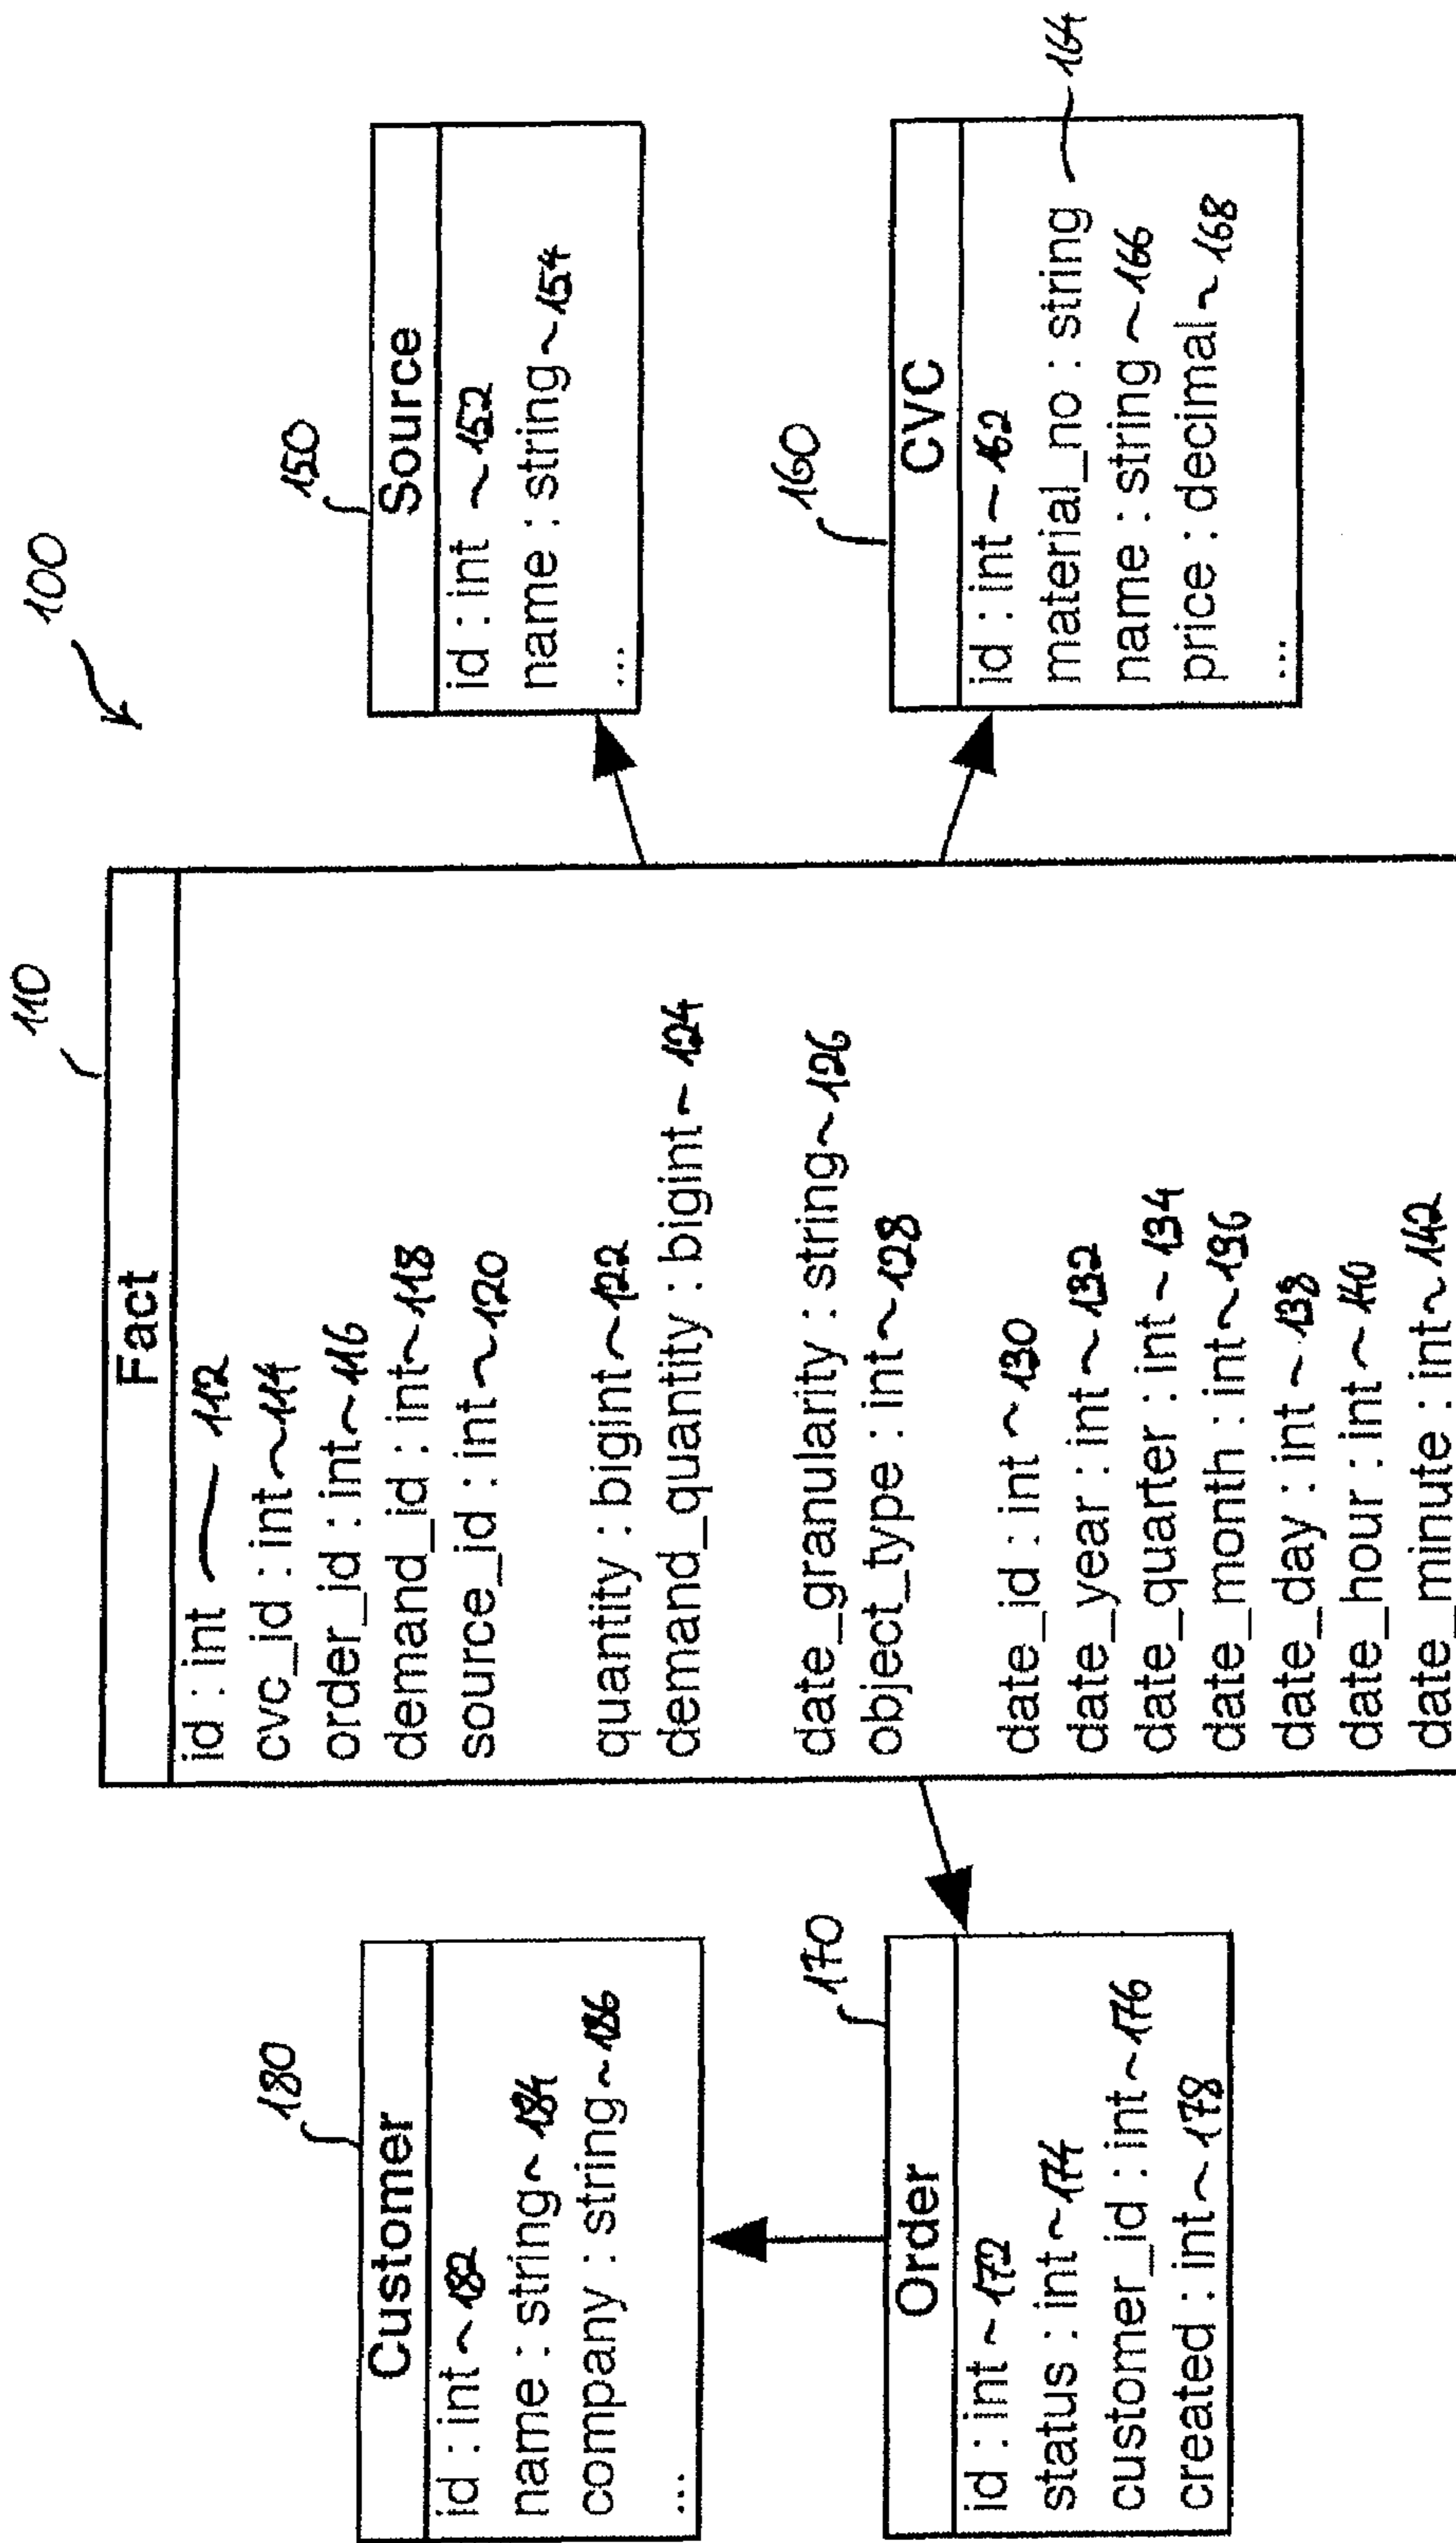 100
180
Customer
id : int ~182
name : string ~184
company : string ~186
...
170
Order
id : int ~172
status : int ~174
customer_id : int ~176
created : int ~178
110
Fact
id : int — 112
cvc_id : int ~114
order_id : int ~116
demand_id : int ~118
source_id : int ~120
quantity : bigint ~122
demand_quantity : bigint ~124
date_granularity : string ~126
object_type : int ~128
date_id : int ~130
date_year : int ~132
date_quarter : int ~134
date_month : int ~136
date_day : int ~138
date_hour : int ~140
date_minute : int ~142
150
Source
id : int ~152
name : string ~154
...
160
CVC
id : int ~162
material_no : string ~164
name : string ~166
price : decimal ~168
...